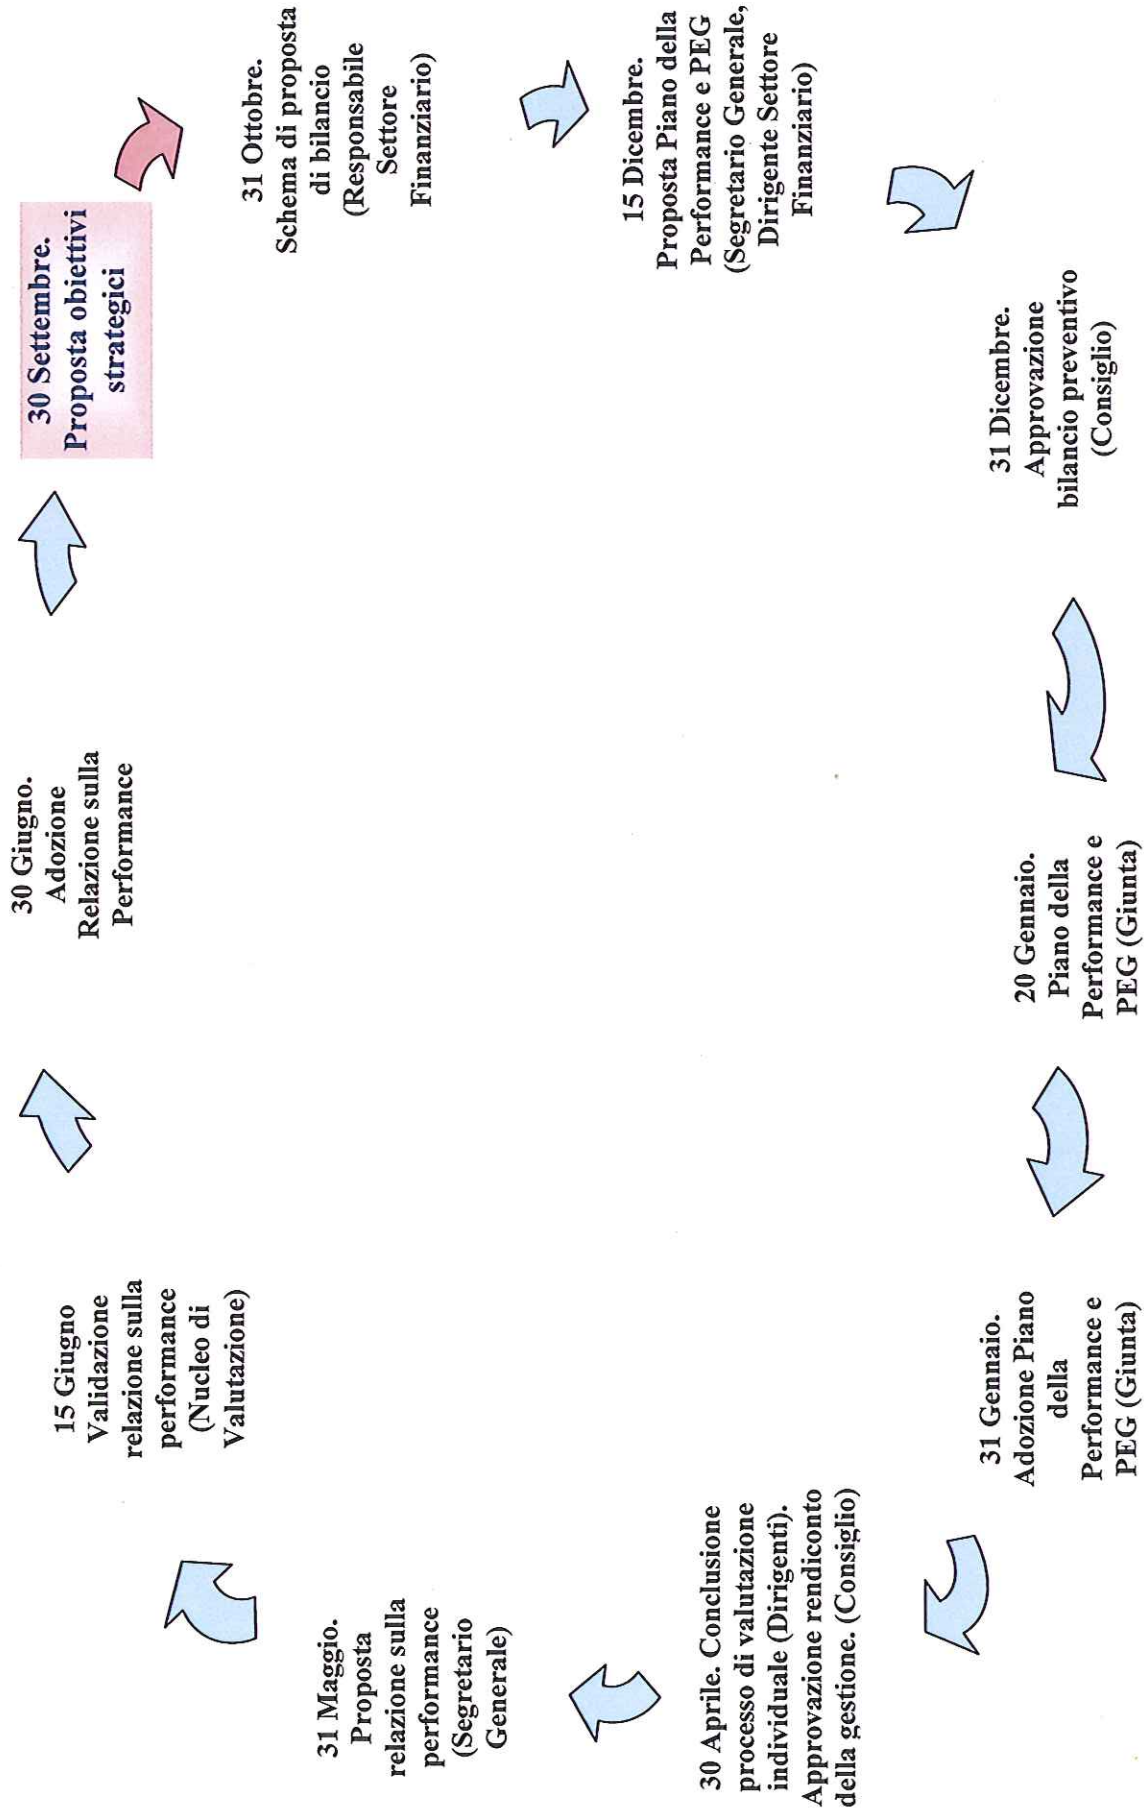 30 Settembre.
Proposta obiettivi
strategici
31 Ottobre.
Schema di proposta
di bilancio
(Responsabile
Settore
Finanziario)
15 Dicembre.
Proposta Piano della
Performance e PEG
(Segretario Generale,
Dirigente Settore
Finanziario)
31 Dicembre.
Approvazione
bilancio preventivo
(Consiglio)
20 Gennaio.
Piano della
Performance e
PEG (Giunta)
31 Gennaio.
Adozione Piano
della
Performance e
PEG (Giunta)
30 Aprile. Conclusione
processo di valutazione
individuale (Dirigenti).
Approvazione rendiconto
della gestione. (Consiglio)
31 Maggio.
Proposta
relazione sulla
performance
(Segretario
Generale)
15 Giugno
Validazione
relazione sulla
performance
(Nucleo di
Valutazione)
30 Giugno.
Adozione
Relazione sulla
Performance